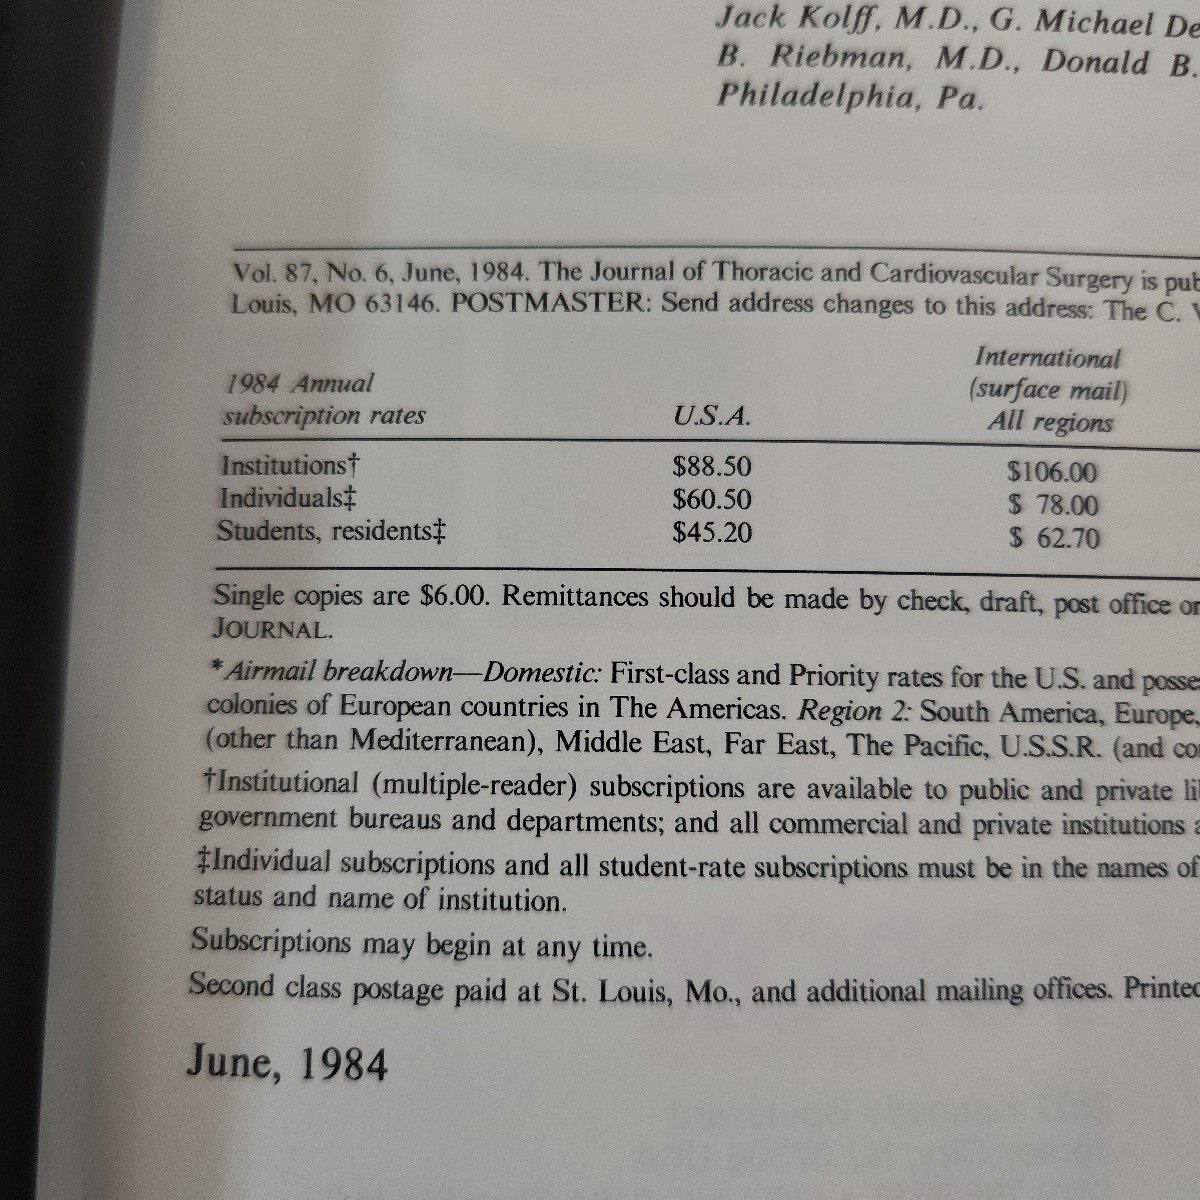 Jack Kolff, M.D., G. Michael De
B. Riebman, M.D., Donald B.
Philadelphia, Pa.
Vol. 87, No. 6, June, 1984. The Journal of Thoracic and Cardiovascular Surgery is pub
Louis, MO 63146. POSTMASTER: Send address changes to this address: The C. V
International
1984 Annual (surface mail)
subscription rates U.S.A. All regions
Institutions† $88.50 $106.00
Individuals‡ $60.50 $ 78.00
Students, residents‡ $45.20 $ 62.70
Single copies are $6.00. Remittances should be made by check, draft, post office or
JOURNAL.
*Airmail breakdown—Domestic: First-class and Priority rates for the U.S. and posse
colonies of European countries in The Americas. Region 2: South America, Europe,
(other than Mediterranean), Middle East, Far East, The Pacific, U.S.S.R. (and co
†Institutional (multiple-reader) subscriptions are available to public and private li
government bureaus and departments; and all commercial and private institutions a
‡Individual subscriptions and all student-rate subscriptions must be in the names of
status and name of institution.
Subscriptions may begin at any time.
Second class postage paid at St. Louis, Mo., and additional mailing offices. Printed
June, 1984